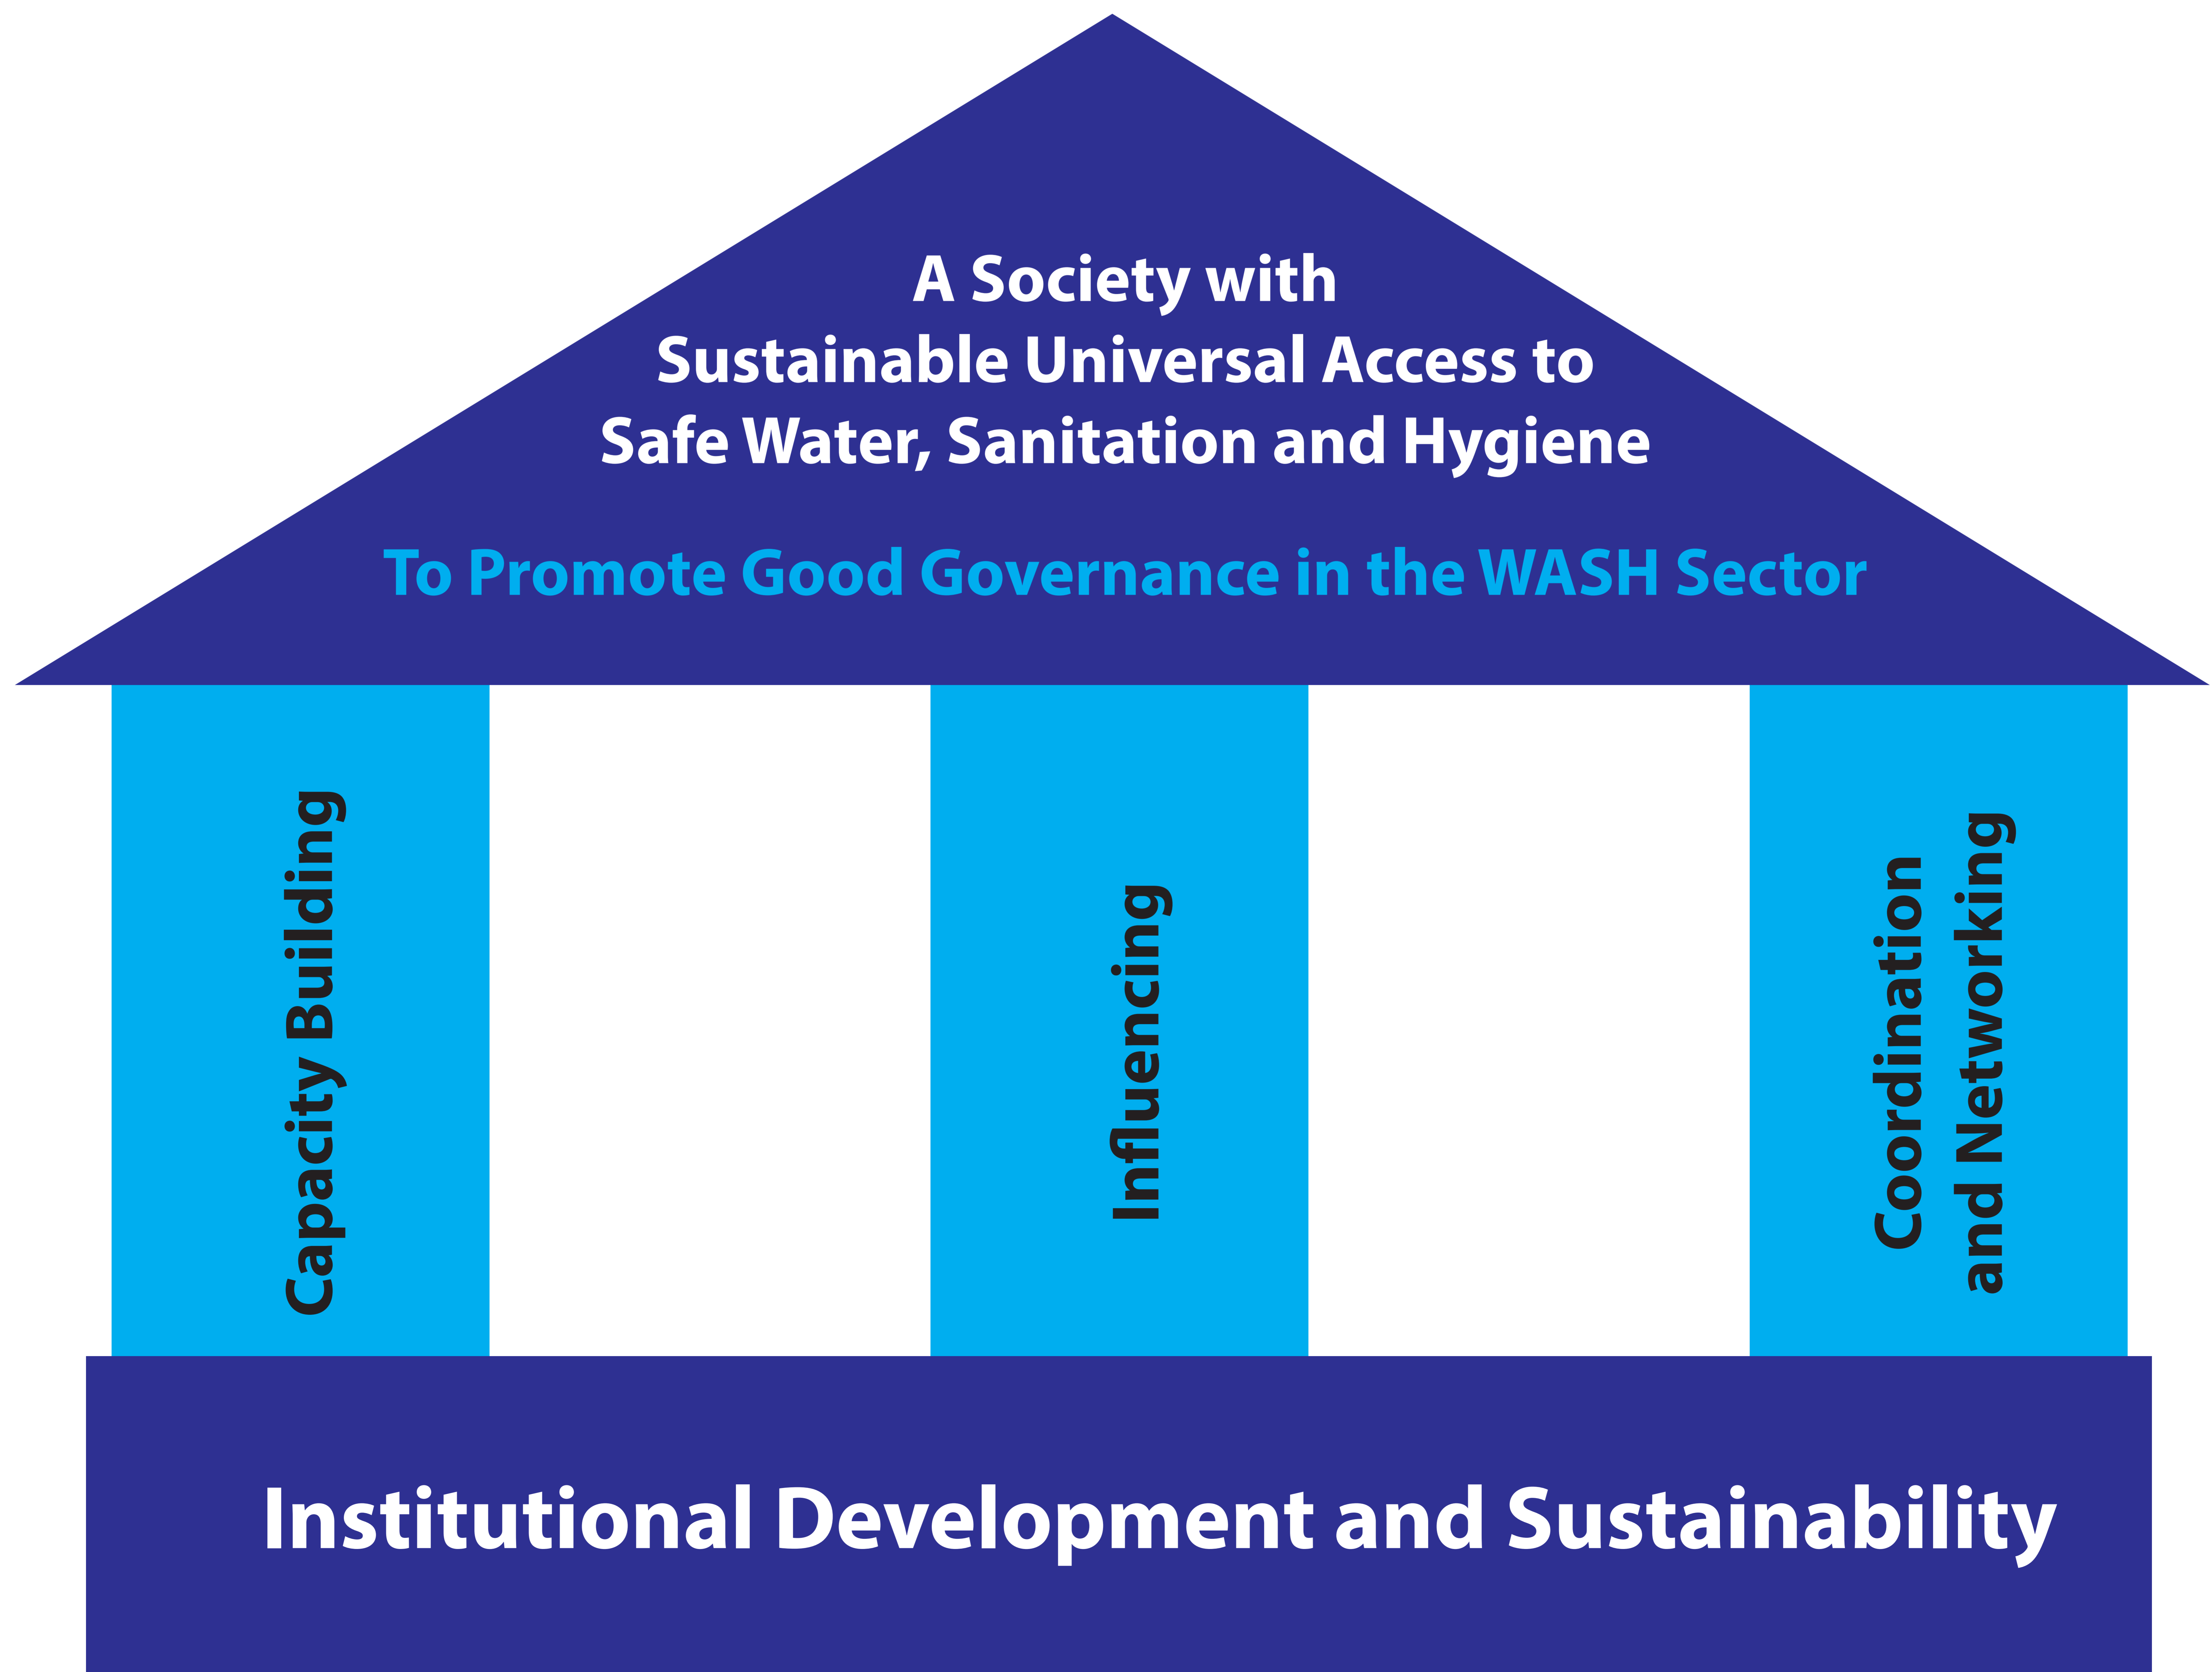 A Society with
Sustainable Universal Access to
Safe Water, Sanitation and Hygiene
To Promote Good Governance in the WASH Sector
Capacity Building
Influencing
Coordination
and Networking
Institutional Development and Sustainability